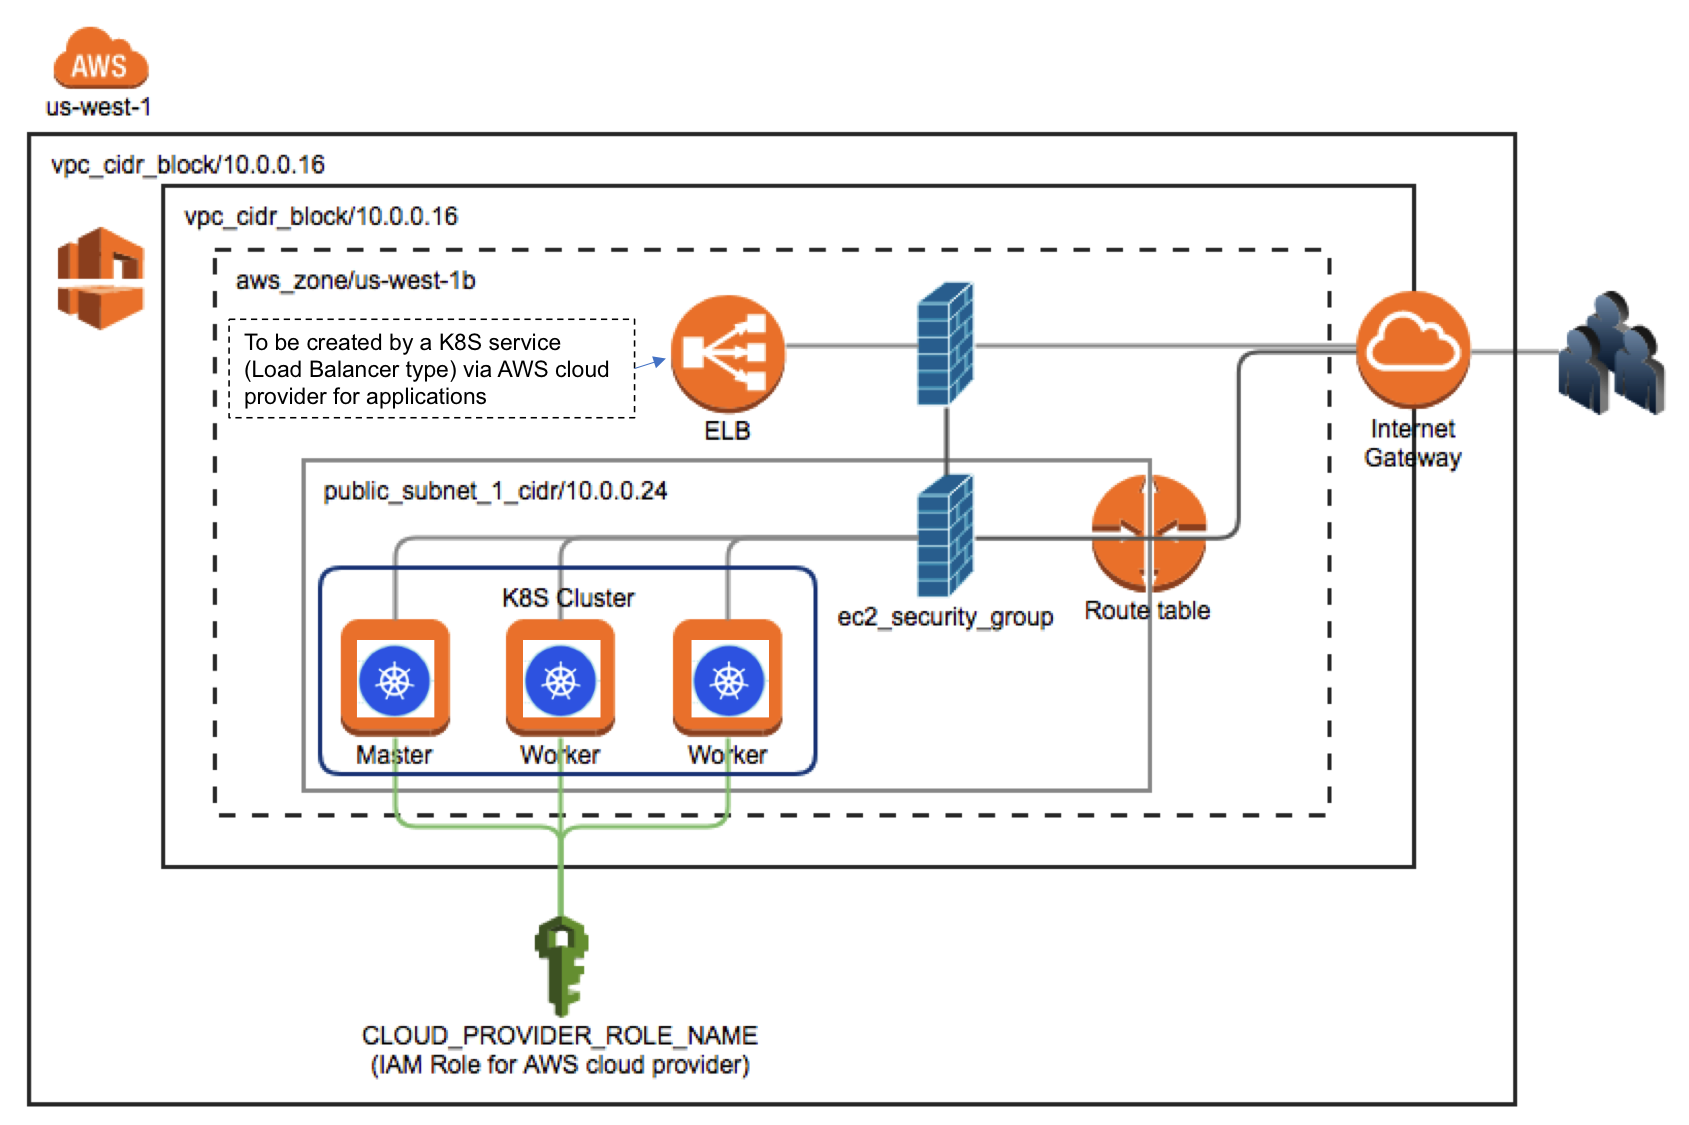 AWS
us-west-1
vpc_cidr_block/10.0.0.16
vpc_cidr_block/10.0.0.16
aws_zone/us-west-1b
To be created by a K8S service
(Load Balancer type) via AWS cloud
provider for applications
ELB
Internet
Gateway
public_subnet_1_cidr/10.0.0.24
K8S Cluster
ec2_security_group
Route table
Master
Worker
Worker
CLOUD_PROVIDER_ROLE_NAME
(IAM Role for AWS cloud provider)